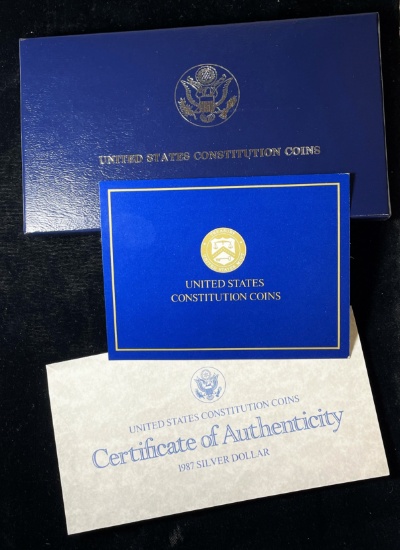 UNITED STATES CONSTITUTION COINS
UNITED STATES
CONSTITUTION COINS
UNITED STATES CONSTITUTION COINS
Certificate of Authenticity
1987 SILVER DOLLAR